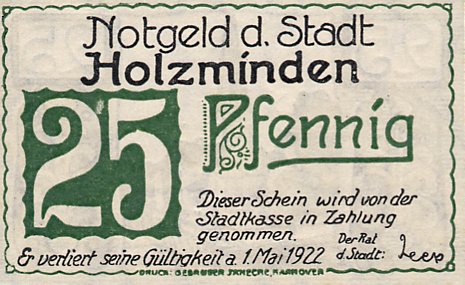 Notgeld d. Stadt
Holzminden
25 Pfennig
Dieser Schein wird von der
Stadtkasse in Zahlung
genommen.
Der Rat
d. Stadt:
Er verliert seine Gültigkeit a. 1. Mai 1922
DRUCK: GEBRÜDER JÄNECKE, HANNOVER